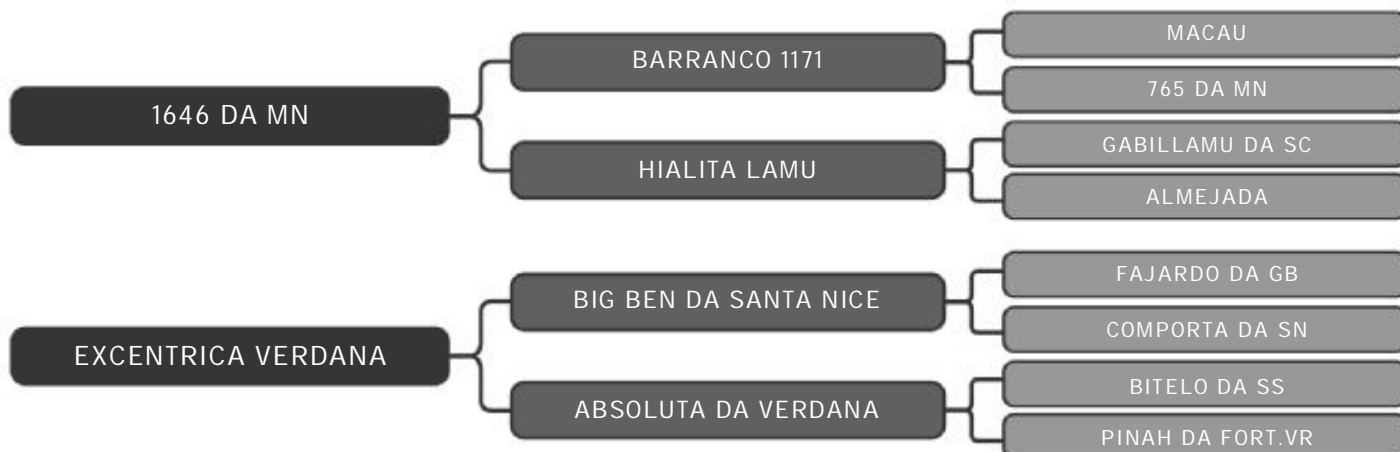 1646 DA MN
BARRANCO 1171
MACAU
765 DA MN
HIALITA LAMU
GABILLAMU DA SC
ALMEJADA
EXCENTRICA VERDANA
BIG BEN DA SANTA NICE
FAJARDO DA GB
COMPORTA DA SN
ABSOLUTA DA VERDANA
BITELO DA SS
PINAH DA FORT.VR